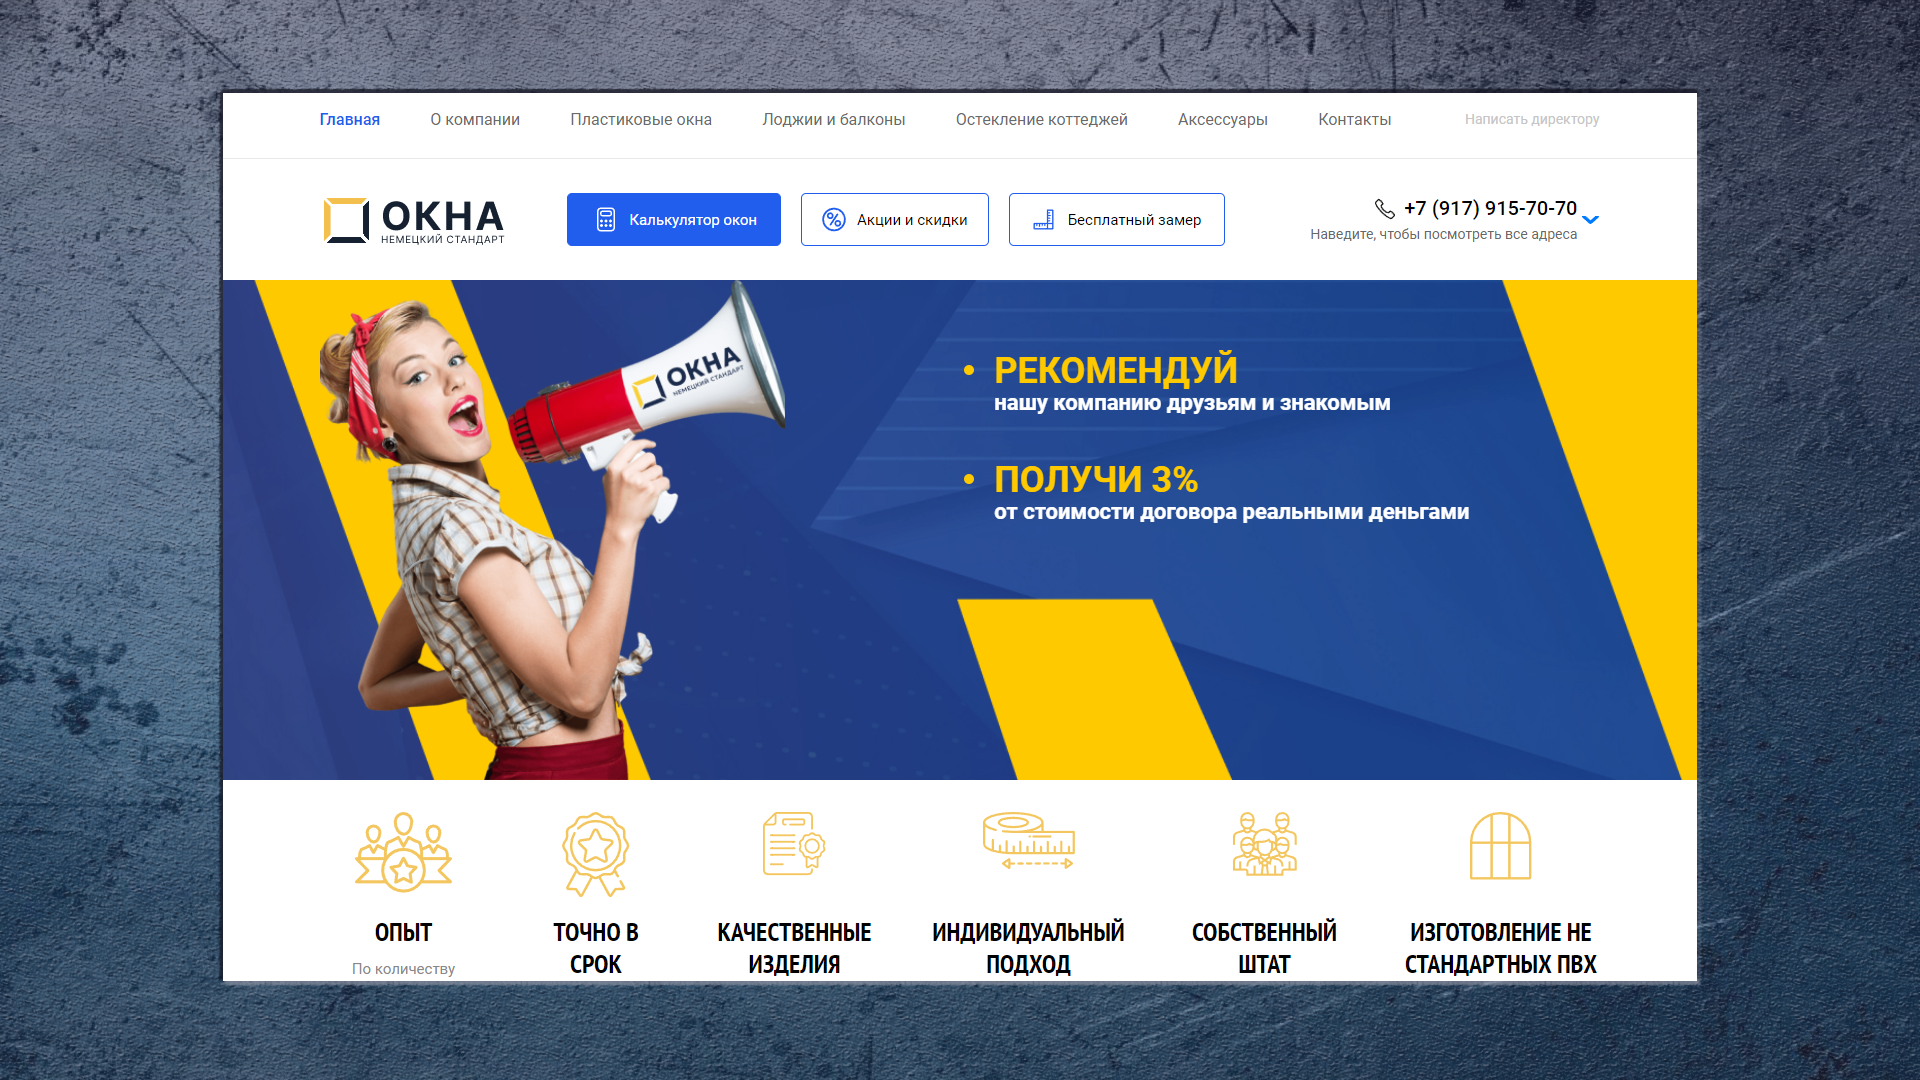 Главная О компании Пластиковые окна Лоджии и балконы Остекление коттеджей Аксессуары Контакты Написать директору
ОКНА
НЕМЕЦКИЙ СТАНДАРТ
Калькулятор окон
Акции и скидки
Бесплатный замер
+7 (917) 915-70-70
Наведите, чтобы посмотреть все адреса
ОКНА
НЕМЕЦКИЙ СТАНДАРТ
• РЕКОМЕНДУЙ
нашу компанию друзьям и знакомым
• ПОЛУЧИ 3%
от стоимости договора реальными деньгами
ОПЫТ
По количеству
ТОЧНО В
СРОК
КАЧЕСТВЕННЫЕ
ИЗДЕЛИЯ
ИНДИВИДУАЛЬНЫЙ
ПОДХОД
СОБСТВЕННЫЙ
ШТАТ
ИЗГОТОВЛЕНИЕ НЕ
СТАНДАРТНЫХ ПВХ